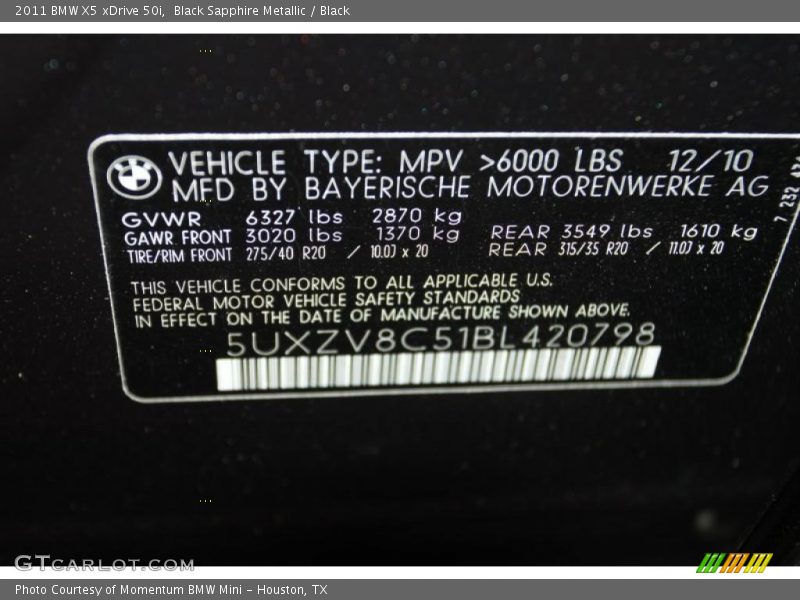 2011 BMW X5 xDrive 50i, Black Sapphire Metallic / Black
VEHICLE TYPE: MPV >6000 LBS 12/10
MFD BY BAYERISCHE MOTORENWERKE AG
GVWR 6327 lbs 2870 kg
GAWR FRONT 3020 lbs 1370 kg REAR 3549 lbs 1610 kg
TIRE/RIM FRONT 275/40 R20 / 10.0J x 20 REAR 315/35 R20 / 11.0J x 20
THIS VEHICLE CONFORMS TO ALL APPLICABLE U.S.
FEDERAL MOTOR VEHICLE SAFETY STANDARDS
IN EFFECT ON THE DATE OF MANUFACTURE SHOWN ABOVE.
5UXZV8C51BL420798
7 232
GTCARLOT.COM
Photo Courtesy of Momentum BMW Mini - Houston, TX